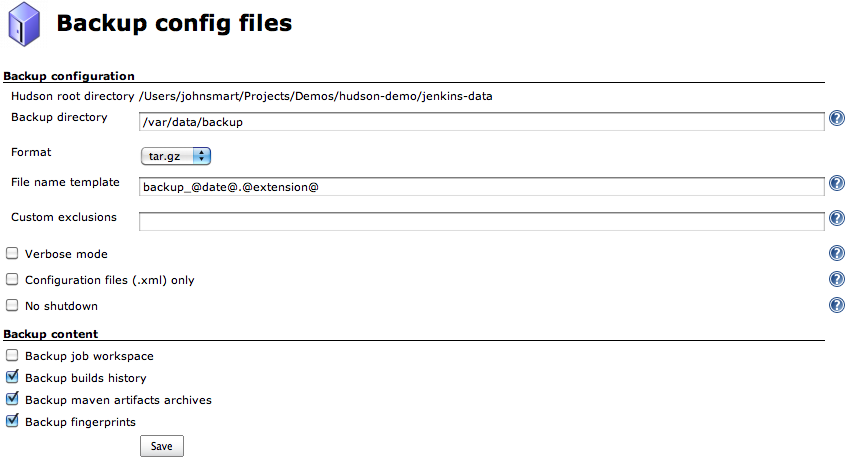 Backup config files
Backup configuration
Hudson root directory /Users/johnsmart/Projects/Demos/hudson-demo/jenkins-data
Backup directory /var/data/backup ?
Format tar.gz
File name template backup_@date@.@extension@ ?
Custom exclusions ?
Verbose mode ?
Configuration files (.xml) only ?
No shutdown ?
Backup content
Backup job workspace
Backup builds history
Backup maven artifacts archives
Backup fingerprints
Save